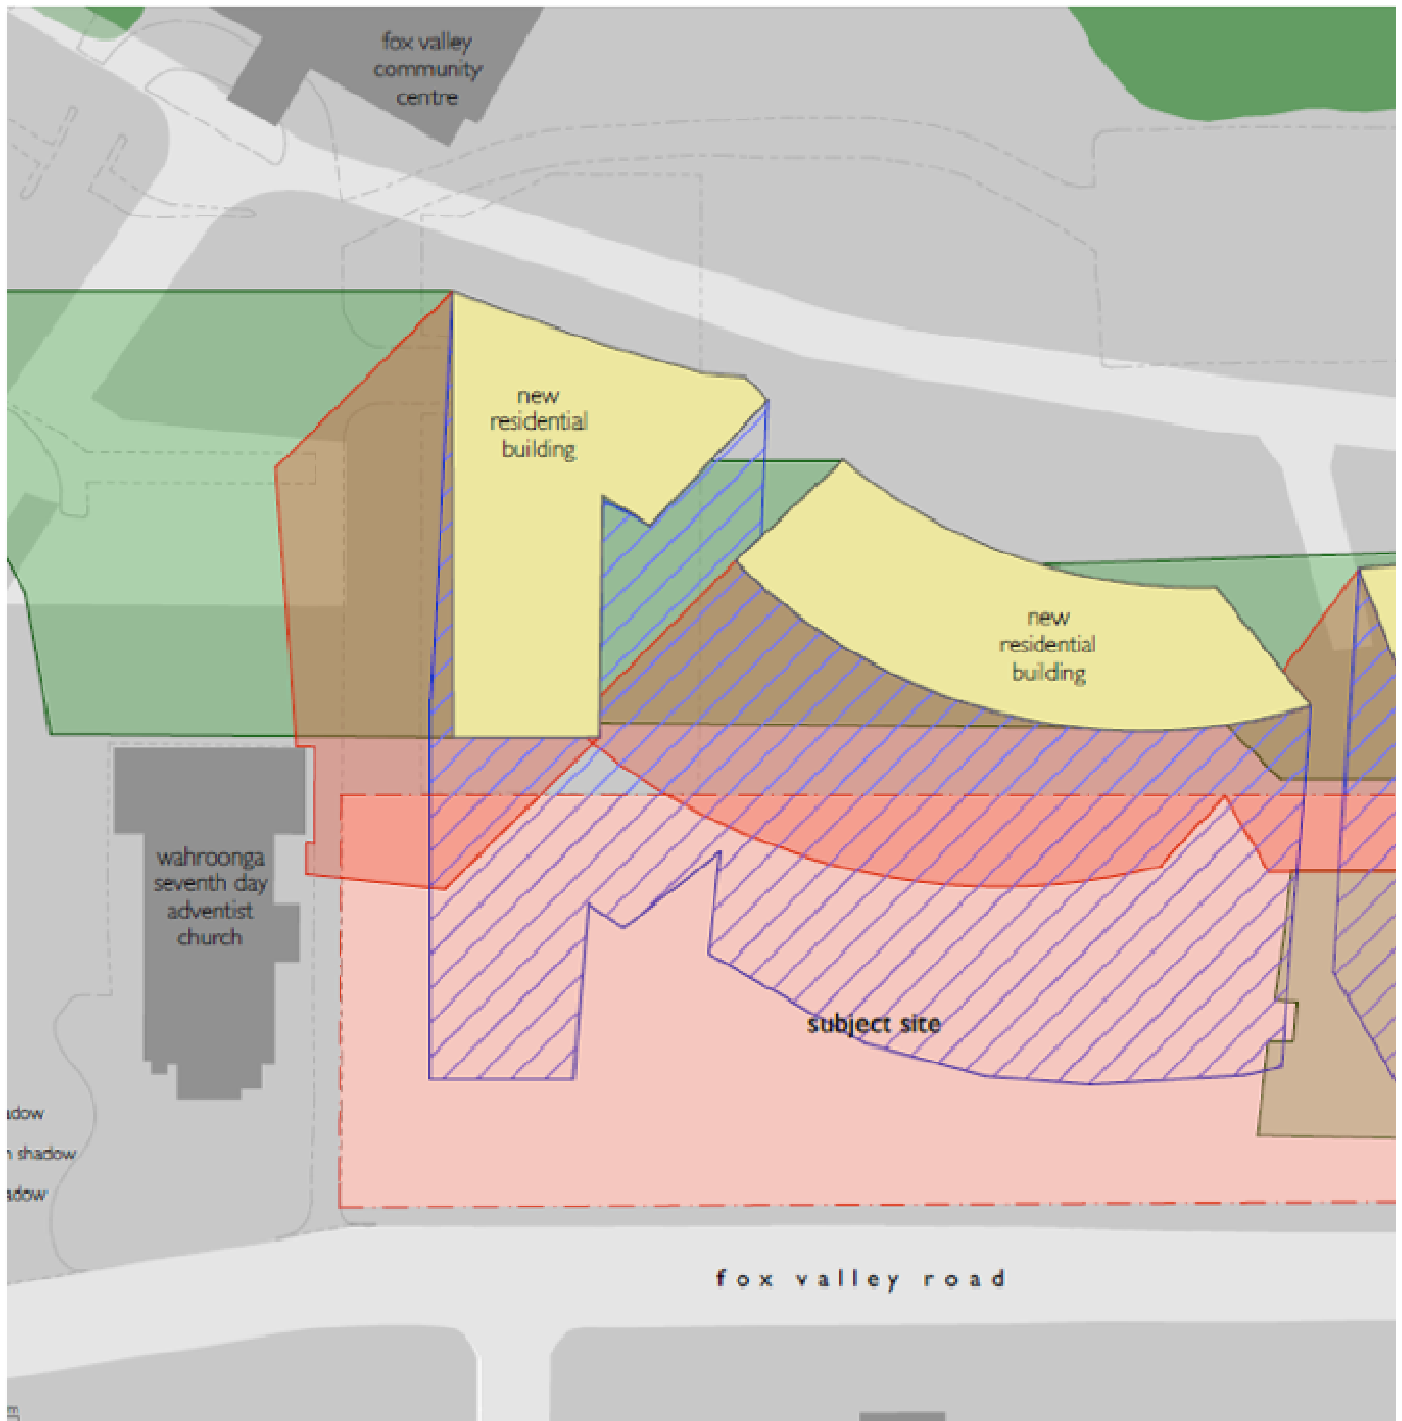 fox valley
community
centre
new
residential
building
new
residential
building
wahroonga
seventh day
adventist
church
subject site
shadow
fox valley road